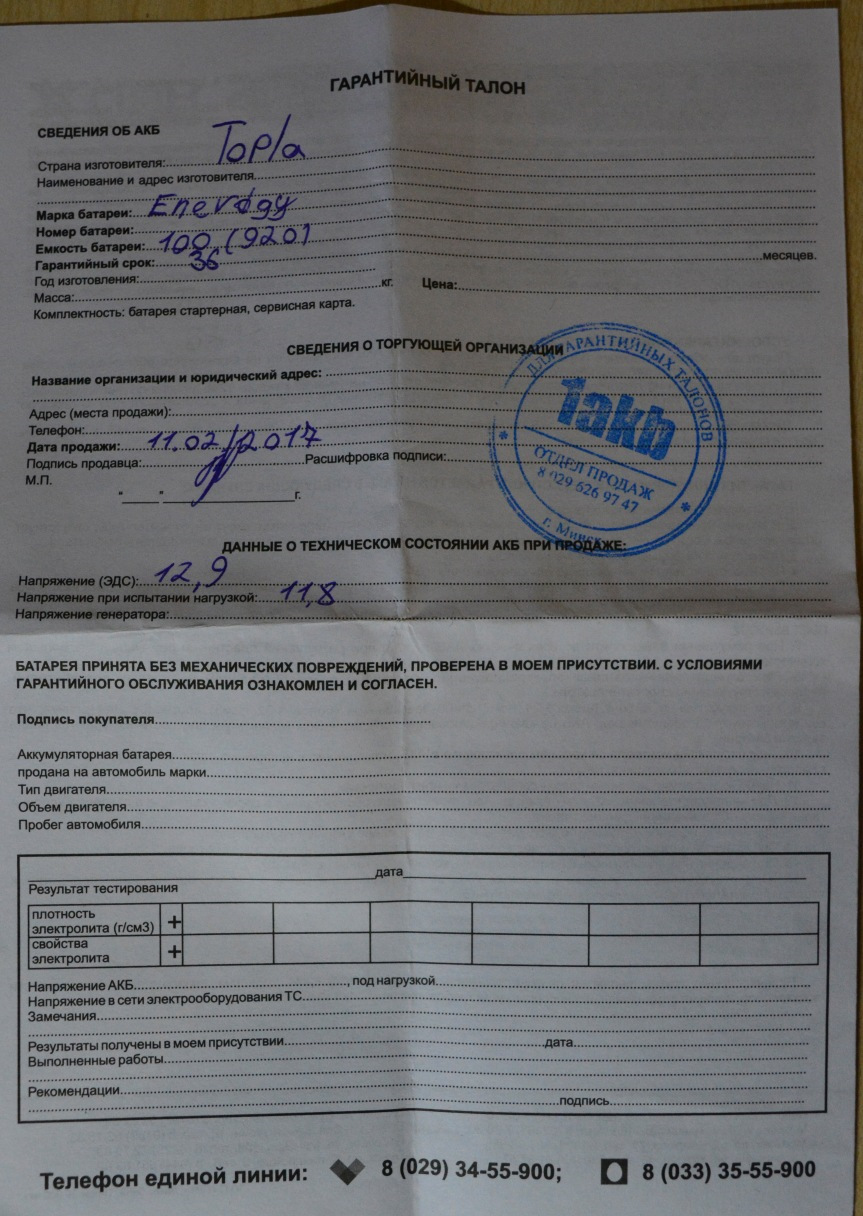 ГАРАНТИЙНЫЙ ТАЛОН
СВЕДЕНИЯ ОБ АКБ
Страна изготовителя: Topla
Наименование и адрес изготовителя
Марка батареи: Energy
Номер батареи:
Емкость батареи: 100 (920)
Гарантийный срок: 36 месяцев.
Год изготовления:
Масса: кг. Цена:
Комплектность: батарея стартерная, сервисная карта.
СВЕДЕНИЯ О ТОРГУЮЩЕЙ ОРГАНИЗАЦИИ
Название организации и юридический адрес:
Адрес (места продажи):
Телефон:
Дата продажи: 11.02/2017
Подпись продавца: Расшифровка подписи:
М.П.
"____"____________г.
ДЛЯ ГАРАНТИЙНЫХ ТАЛОНОВ
1akb
ОТДЕЛ ПРОДАЖ
8 029 626 97 47
г. Минск
ДАННЫЕ О ТЕХНИЧЕСКОМ СОСТОЯНИИ АКБ ПРИ ПРОДАЖЕ:
Напряжение (ЭДС): 12,9
Напряжение при испытании нагрузкой: 11,8
Напряжение генератора:
БАТАРЕЯ ПРИНЯТА БЕЗ МЕХАНИЧЕСКИХ ПОВРЕЖДЕНИЙ, ПРОВЕРЕНА В МОЕМ ПРИСУТСТВИИ. С УСЛОВИЯМИ
ГАРАНТИЙНОГО ОБСЛУЖИВАНИЯ ОЗНАКОМЛЕН И СОГЛАСЕН.
Подпись покупателя
Аккумуляторная батарея
продана на автомобиль марки
Тип двигателя
Объем двигателя
Пробег автомобиля
дата
Результат тестирования
плотность
электролита (г/см3) +
свойства
электролита +
Напряжение АКБ, под нагрузкой
Напряжение в сети электрооборудования ТС
Замечания
Результаты получены в моем присутствии дата
Выполненные работы
Рекомендации
подпись
Телефон единой линии: 8 (029) 34-55-900; 8 (033) 35-55-900